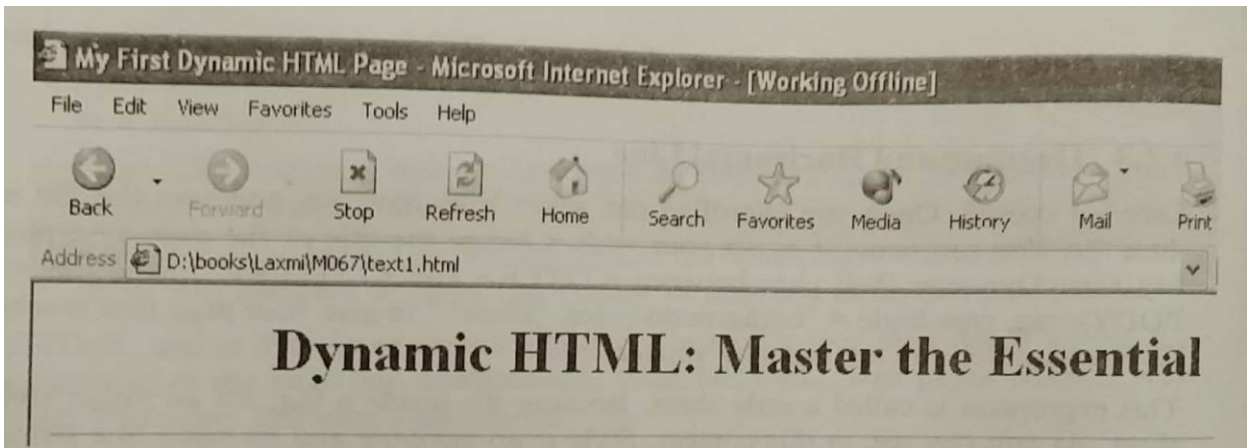 My First Dynamic HTML Page - Microsoft Internet Explorer - [Working Offline]
File Edit View Favorites Tools Help
Back Forward Stop Refresh Home Search Favorites Media History Mail Print
Address D:\books\Laxmi\M067\text1.html
Dynamic HTML: Master the Essential